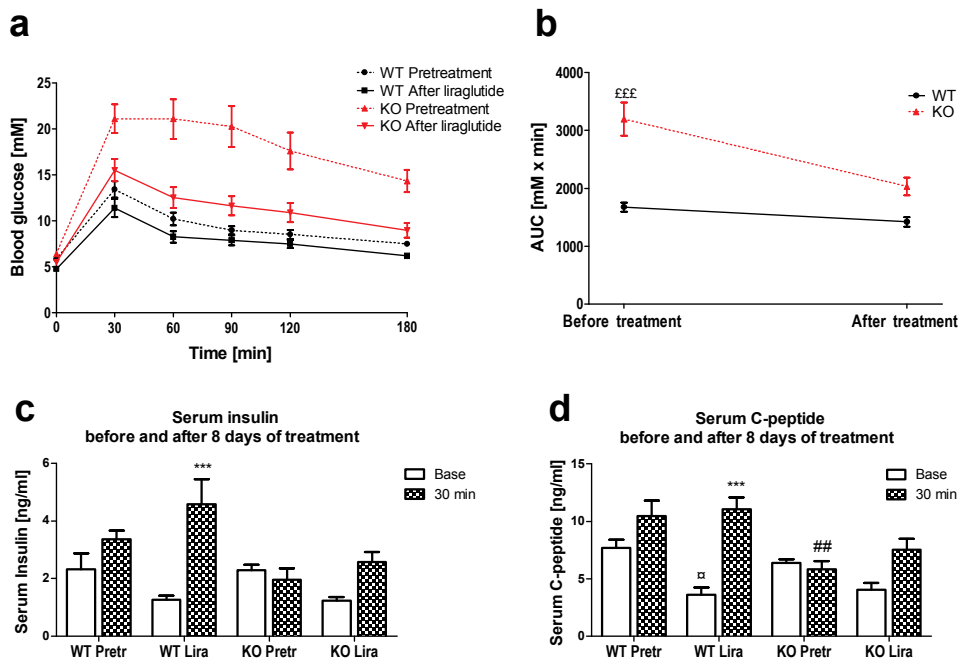 a
WT Pretreatment
WT After liraglutide
KO Pretreatment
KO After liraglutide
Blood glucose [mM]
25
20
15
10
5
0
0 30 60 90 120 180
Time [min]
b
WT
KO
£££
AUC [mM x min]
4000
3000
2000
1000
0
Before treatment After treatment
c
Serum insulin
before and after 8 days of treatment
Base
30 min
Serum Insulin [ng/ml]
6
4
2
0
***
WT Pretr WT Lira KO Pretr KO Lira
d
Serum C-peptide
before and after 8 days of treatment
Base
30 min
Serum C-peptide [ng/ml]
15
10
5
0
***
¤
##
WT Pretr WT Lira KO Pretr KO Lira